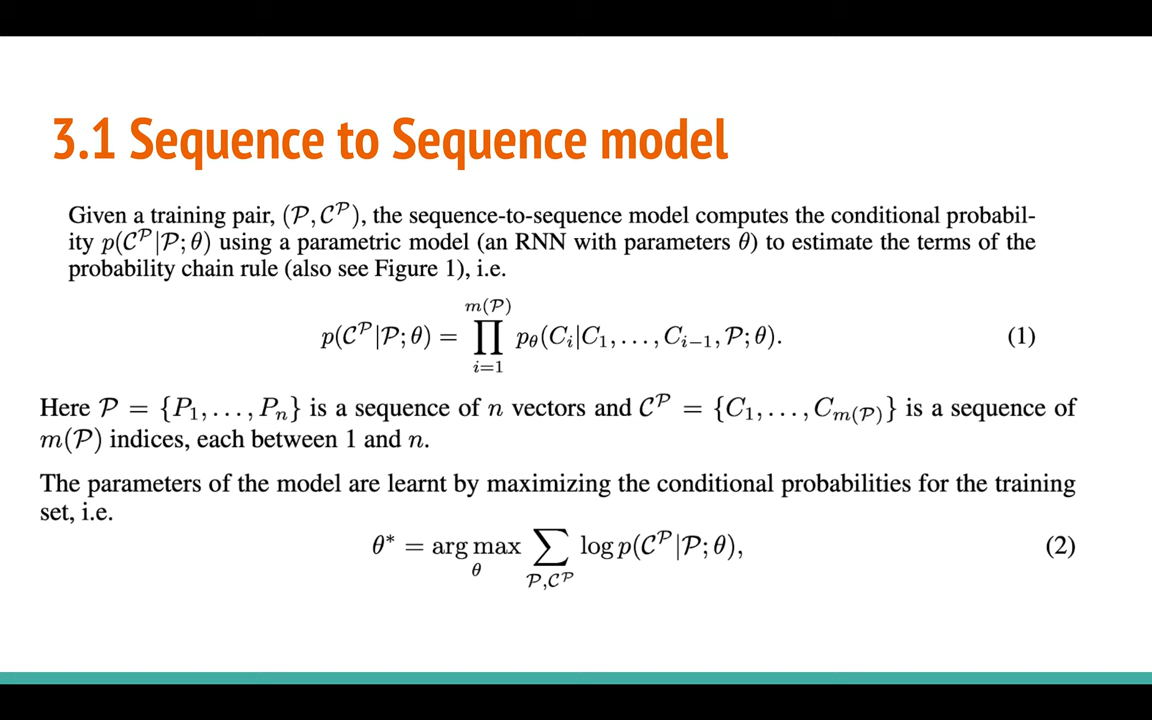 3.1 Sequence to Sequence model
Given a training pair, (𝒫, 𝒞^𝒫), the sequence-to-sequence model computes the conditional probabil-
ity p(𝒞^𝒫|𝒫; θ) using a parametric model (an RNN with parameters θ) to estimate the terms of the
probability chain rule (also see Figure 1), i.e.
p(𝒞^𝒫|𝒫; θ) = ∏_{i=1}^{m(𝒫)} p_θ(C_i|C_1, . . . , C_{i−1}, 𝒫; θ). (1)
Here 𝒫 = {P_1, . . . , P_n} is a sequence of n vectors and 𝒞^𝒫 = {C_1, . . . , C_{m(𝒫)}} is a sequence of
m(𝒫) indices, each between 1 and n.
The parameters of the model are learnt by maximizing the conditional probabilities for the training
set, i.e.
θ* = arg max_θ ∑_{𝒫,𝒞^𝒫} log p(𝒞^𝒫|𝒫; θ), (2)